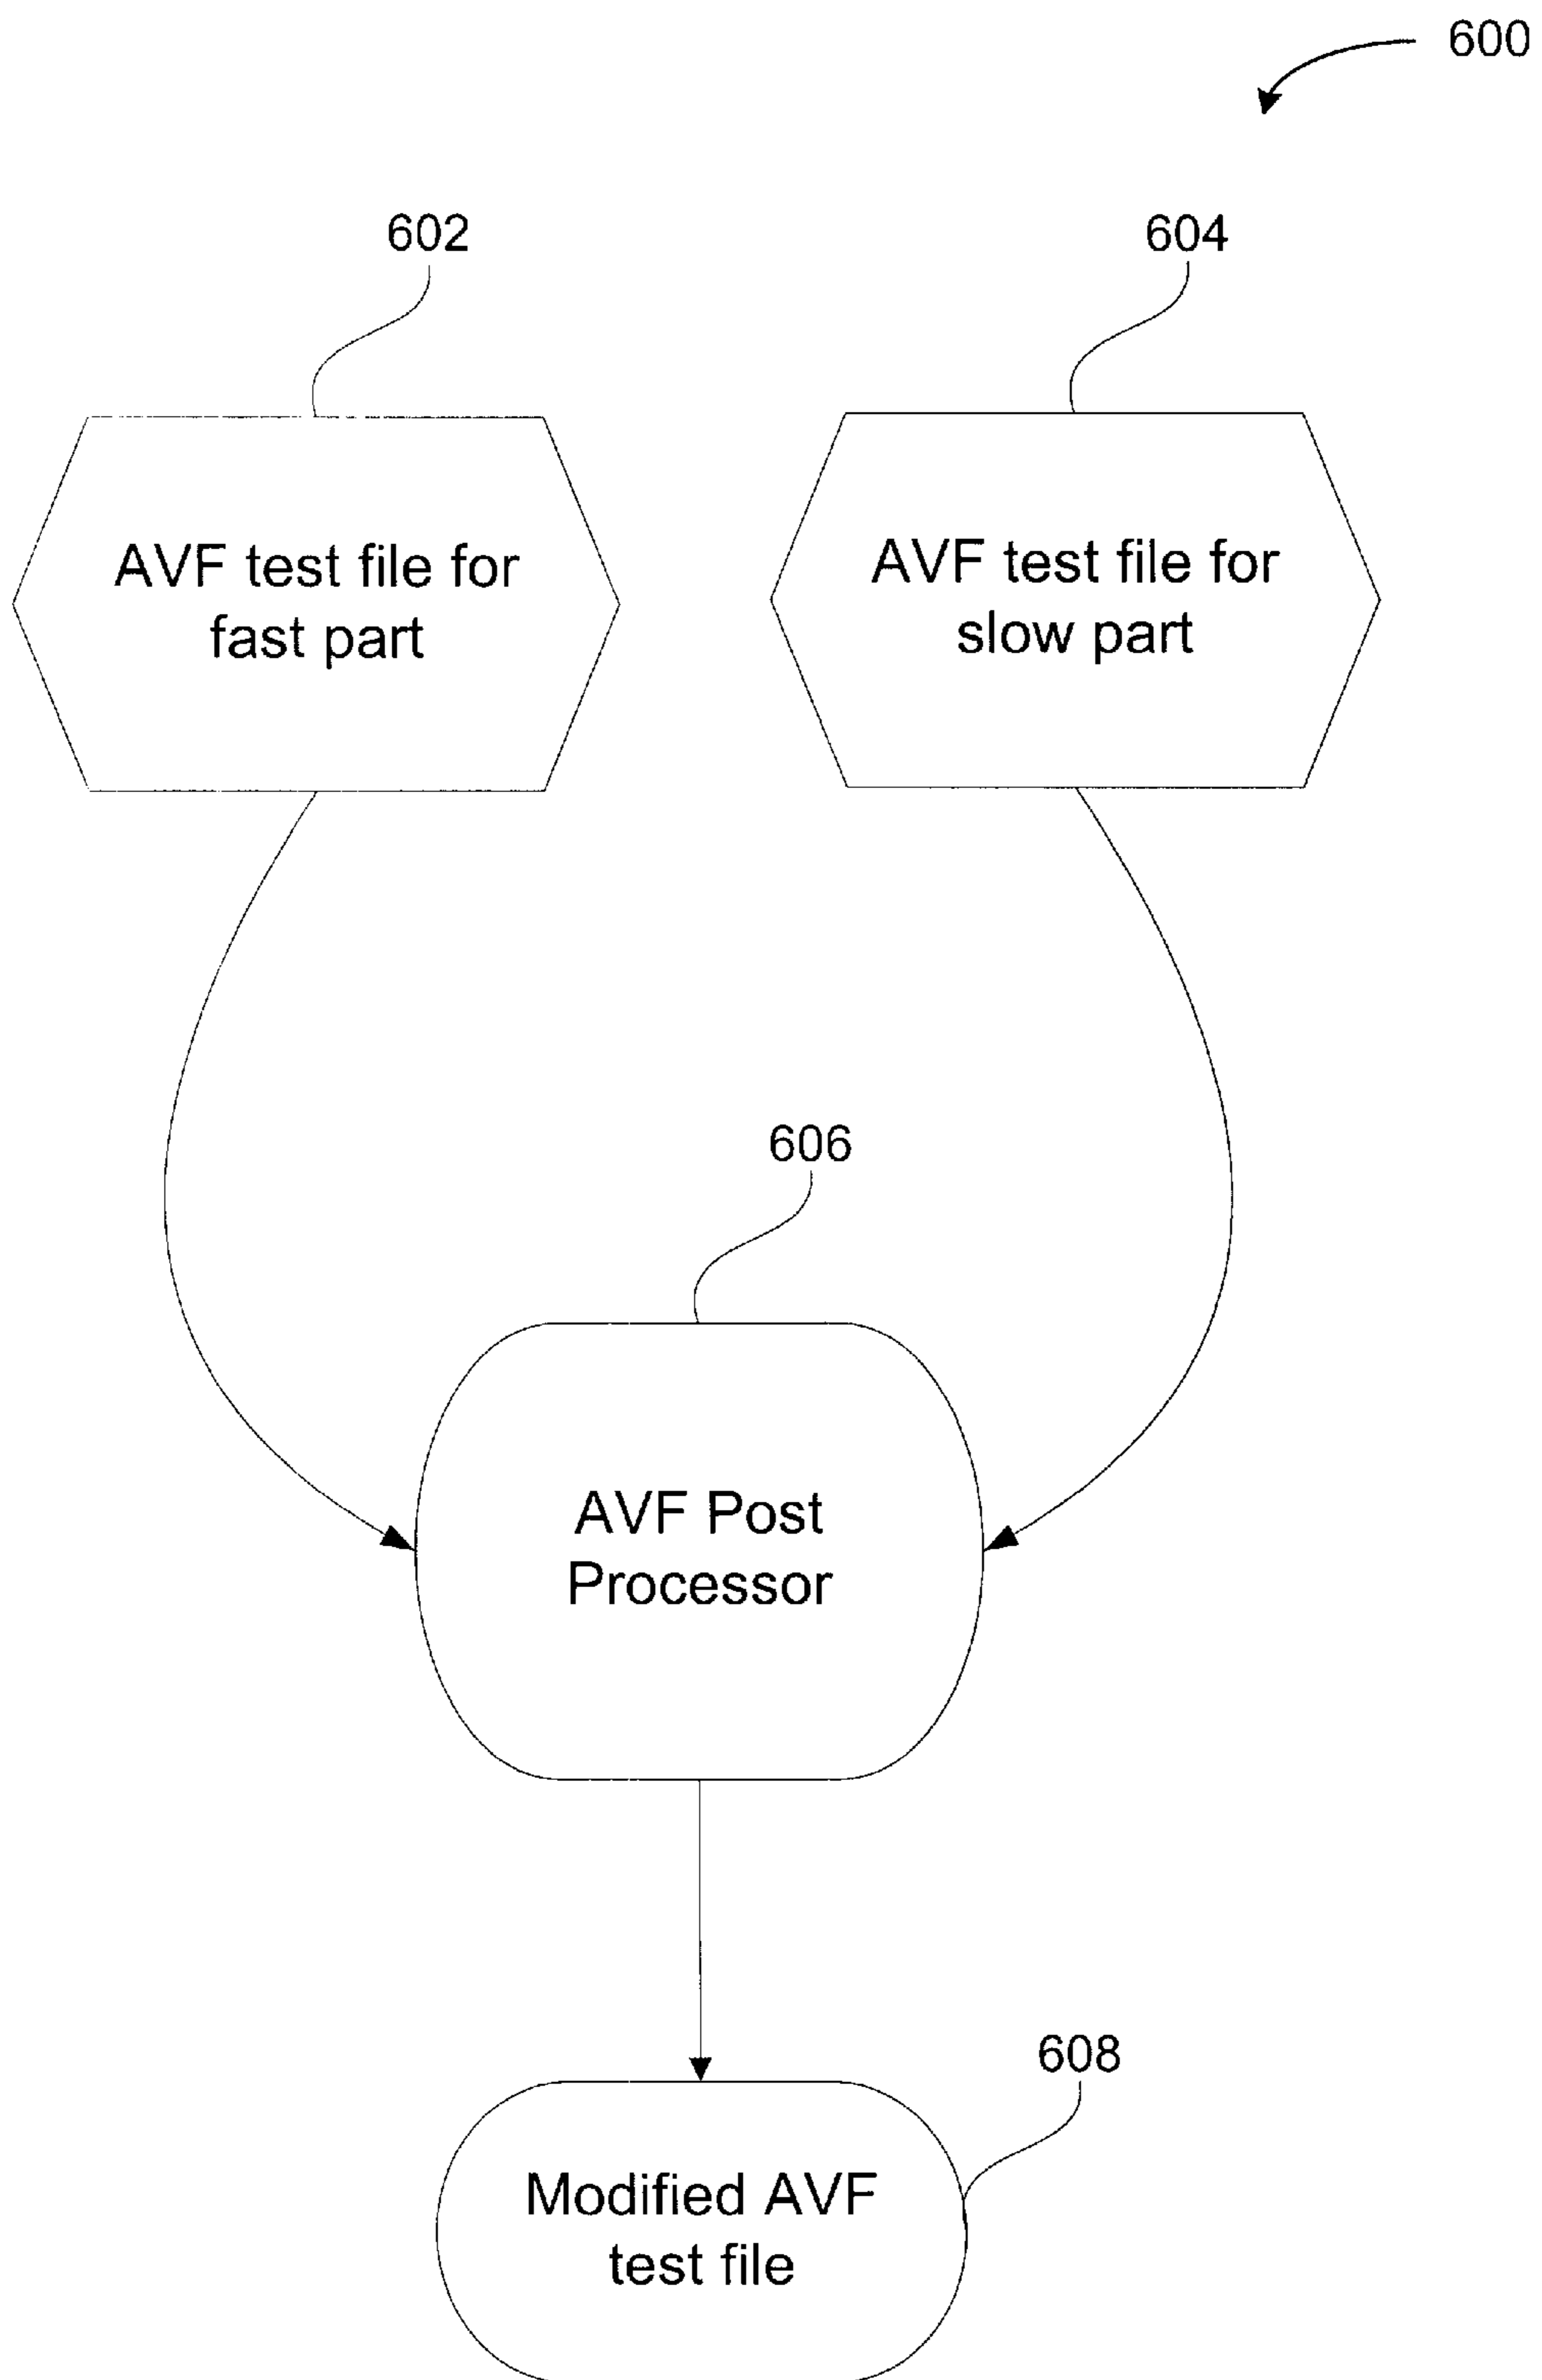 600
602
604
AVF test file for
fast part
AVF test file for
slow part
606
AVF Post
Processor
608
Modified AVF
test file